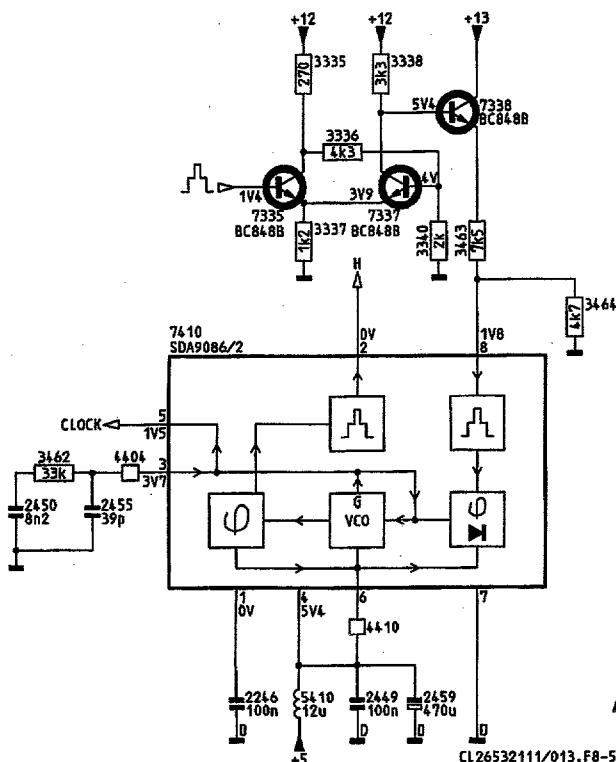 +12
+12
+13
270
3335
3k3
3338
5V4
7338
BC848B
3336
4k3
1V4
3V9
4V
7335
BC848B
7337
BC848B
1k2
3337
3340
2k
3463
7k5
H
4k7
3464
7410
SDA9086/2
0V
2
1V8
8
CLOCK
5
1V5
3462
33k
4404
3
3V7
2450
8n2
2455
39p
φ
G
VCO
φ
1
0V
4
5V4
6
7
4410
2246
100n
5410
12u
2449
100n
2459
470u
D
D
D
D
+5
CL26532111/013.F8-5